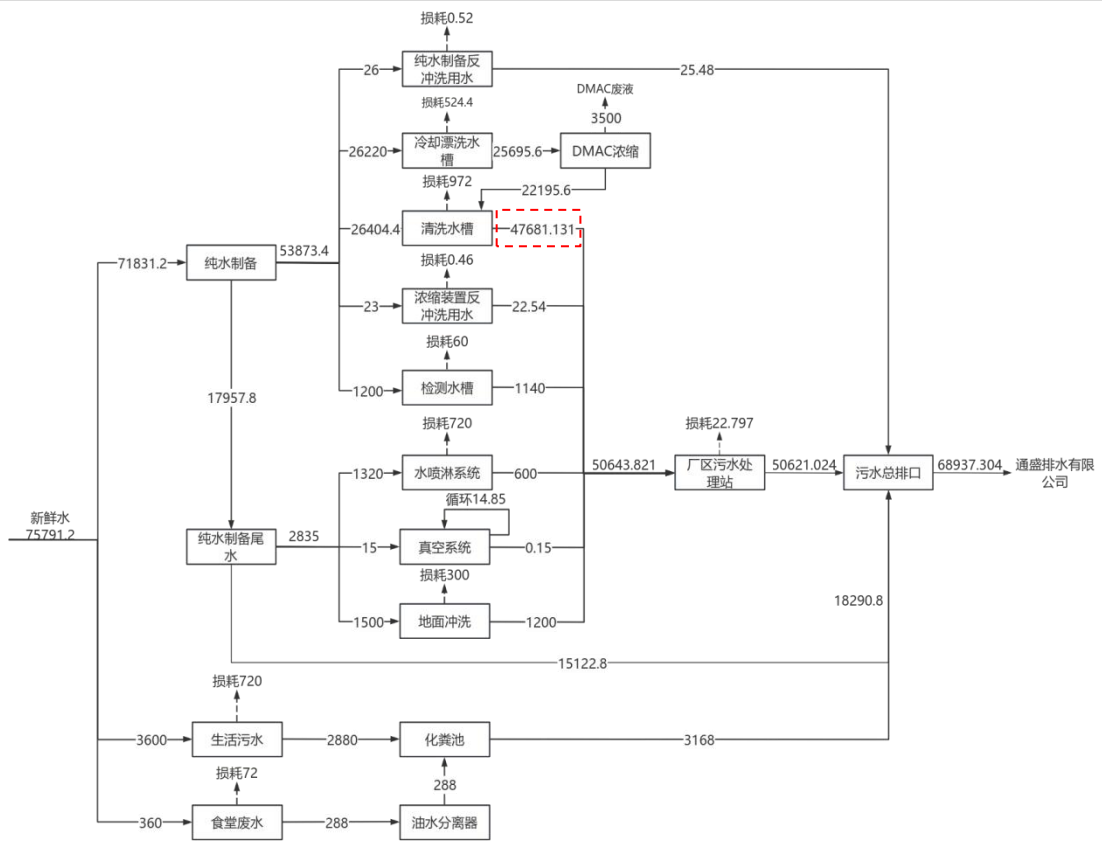 损耗0.52
26
纯水制备反
冲洗用水
25.48
损耗524.4
DMAC废液
3500
26220
冷却漂洗水
槽
25695.6
DMAC浓缩
损耗972
22195.6
26404.4
清洗水槽
47681.131
71831.2
纯水制备
53873.4
损耗0.46
23
浓缩装置反
冲洗用水
22.54
损耗60
1200
检测水槽
1140
17957.8
损耗720
1320
水喷淋系统
600
50643.821
损耗22.797
厂区污水处
理站
50621.024
污水总排口
68937.304
通盛排水有限
公司
循环14.85
新鲜水
75791.2
纯水制备尾
水
2835
15
真空系统
0.15
损耗300
1500
地面冲洗
1200
18290.8
15122.8
损耗720
3600
生活污水
2880
化粪池
3168
损耗72
288
360
食堂废水
288
油水分离器